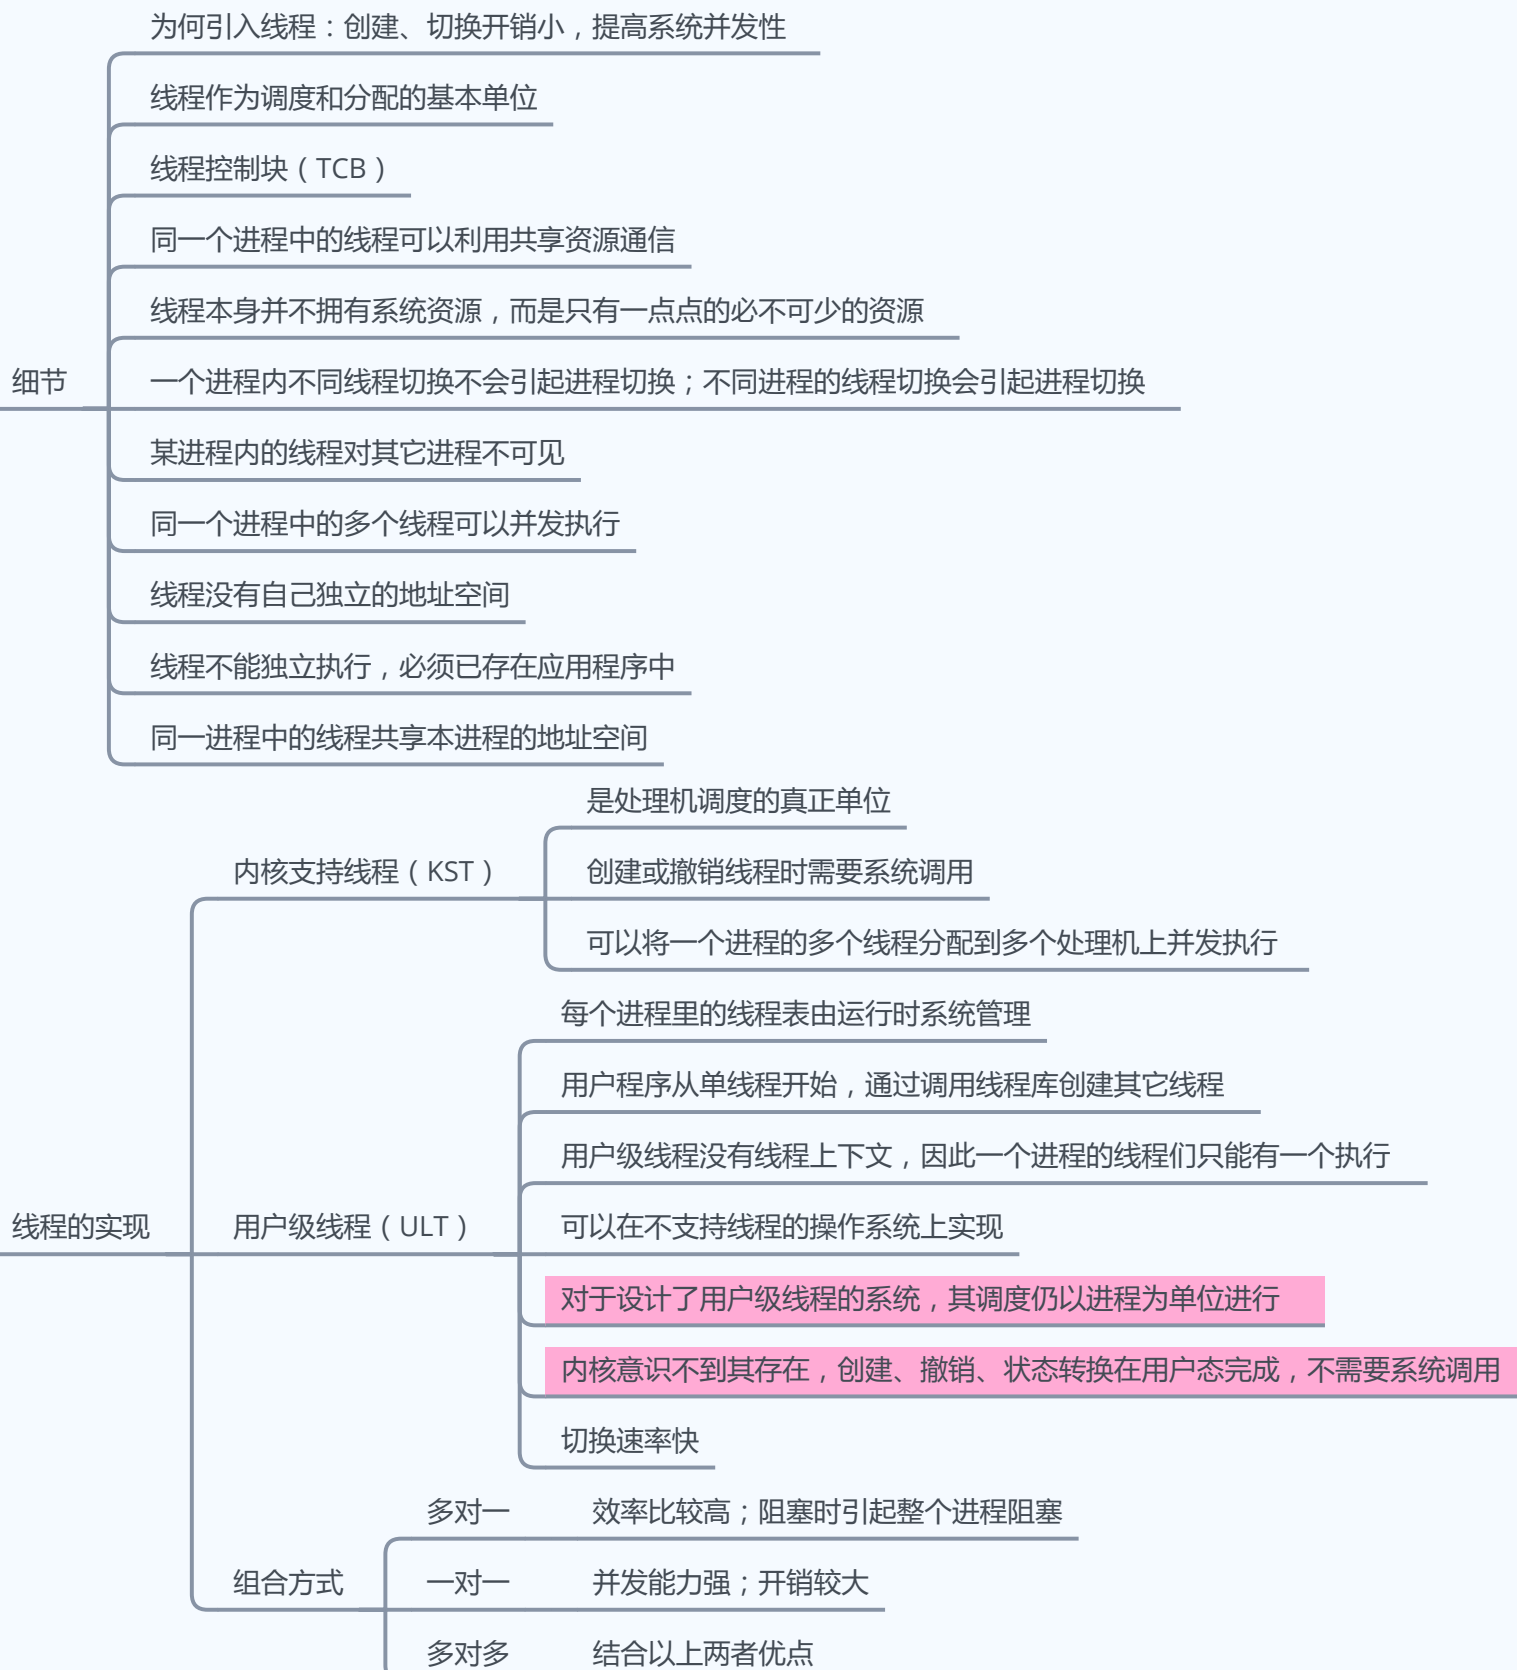 为何引入线程：创建、切换开销小，提高系统并发性
线程作为调度和分配的基本单位
线程控制块（TCB）
同一个进程中的线程可以利用共享资源通信
线程本身并不拥有系统资源，而是只有一点点的必不可少的资源
细节
一个进程内不同线程切换不会引起进程切换；不同进程的线程切换会引起进程切换
某进程内的线程对其它进程不可见
同一个进程中的多个线程可以并发执行
线程没有自己独立的地址空间
线程不能独立执行，必须已存在应用程序中
同一进程中的线程共享本进程的地址空间
是处理机调度的真正单位
内核支持线程（KST）
创建或撤销线程时需要系统调用
可以将一个进程的多个线程分配到多个处理机上并发执行
每个进程里的线程表由运行时系统管理
用户程序从单线程开始，通过调用线程库创建其它线程
用户级线程没有线程上下文，因此一个进程的线程们只能有一个执行
线程的实现
用户级线程（ULT）
可以在不支持线程的操作系统上实现
对于设计了用户级线程的系统，其调度仍以进程为单位进行
内核意识不到其存在，创建、撤销、状态转换在用户态完成，不需要系统调用
切换速率快
多对一 效率比较高；阻塞时引起整个进程阻塞
组合方式
一对一 并发能力强；开销较大
多对多 结合以上两者优点